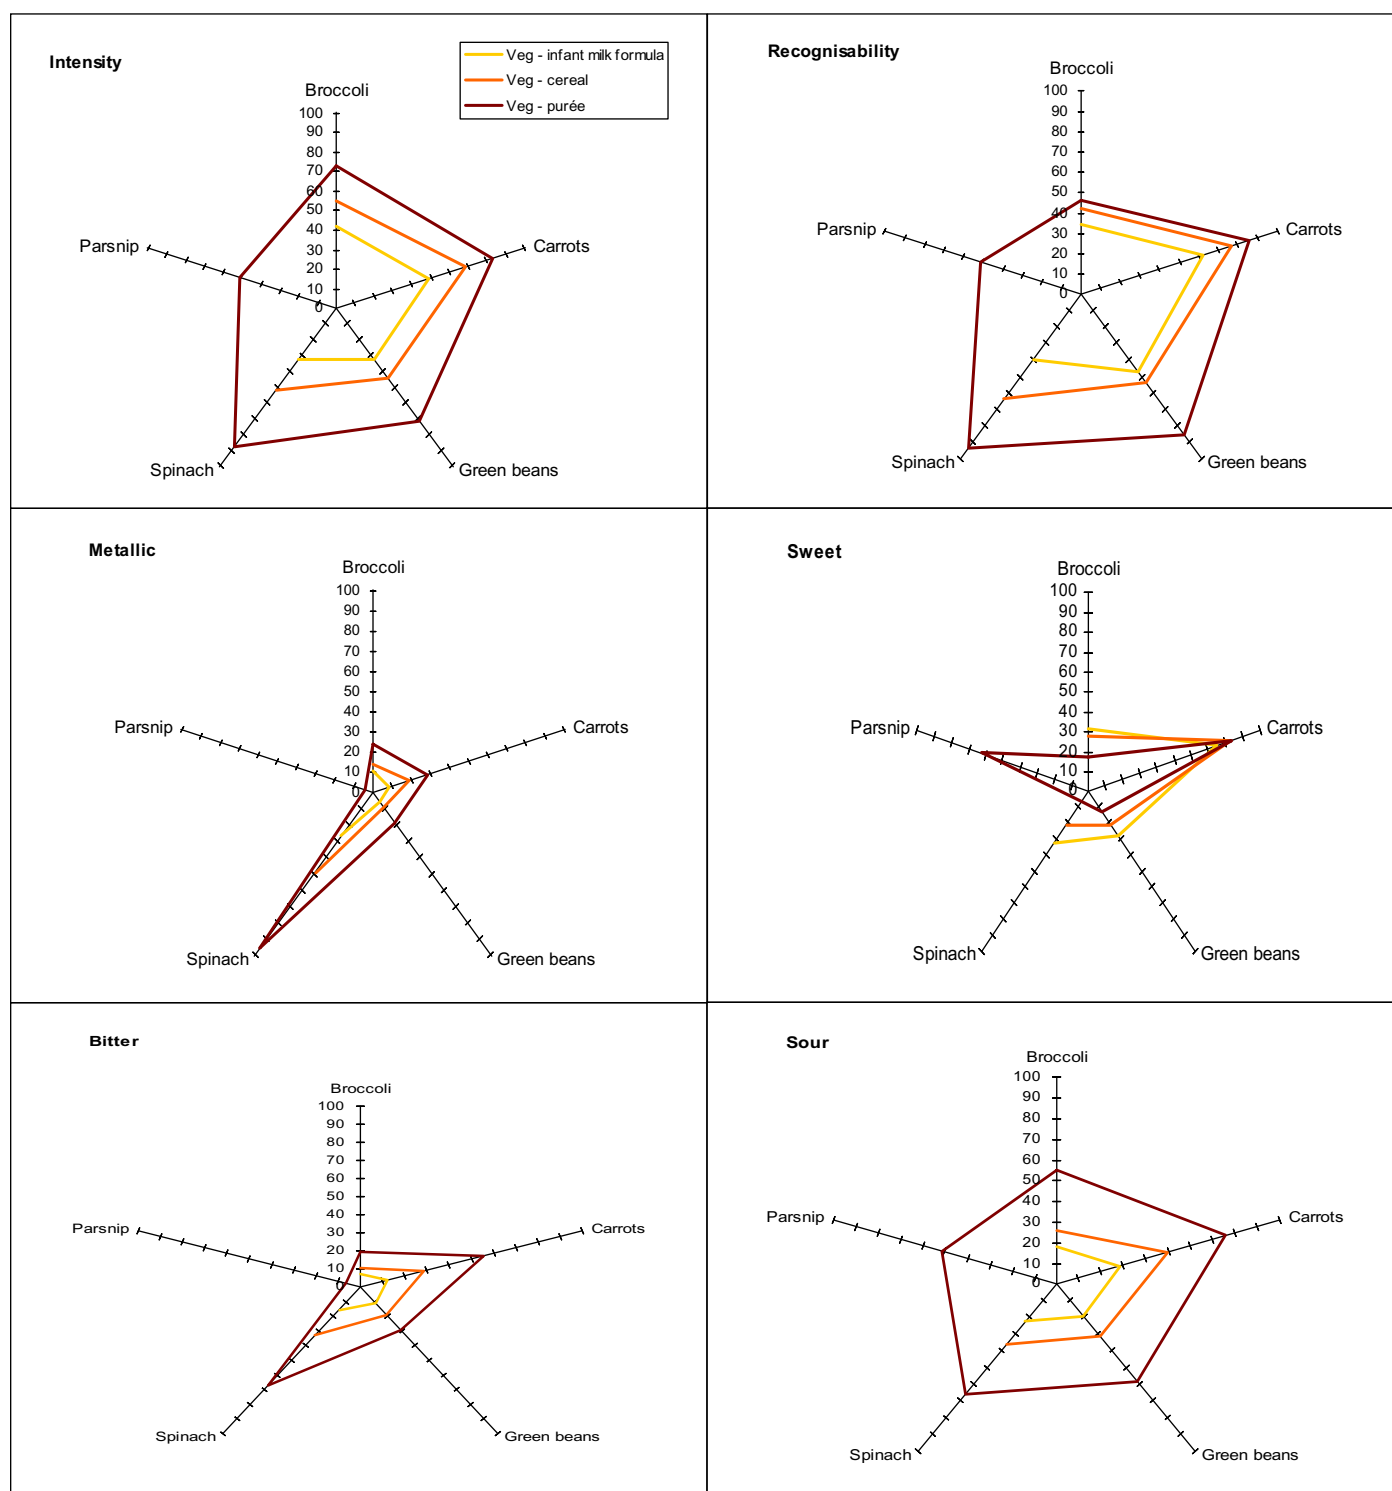 Intensity
Veg - infant milk formula
Veg - cereal
Veg - purée
Broccoli
100
90
80
70
60
50
40
30
20
10
0
Parsnip
Carrots
Spinach
Green beans
Recognisability
Broccoli
100
90
80
70
60
50
40
30
20
10
0
Parsnip
Carrots
Spinach
Green beans
Metallic
Broccoli
100
90
80
70
60
50
40
30
20
10
0
Parsnip
Carrots
Spinach
Green beans
Sweet
Broccoli
100
90
80
70
60
50
40
30
20
10
0
Parsnip
Carrots
Spinach
Green beans
Bitter
Broccoli
100
90
80
70
60
50
40
30
20
10
0
Parsnip
Carrots
Spinach
Green beans
Sour
Broccoli
100
90
80
70
60
50
40
30
20
10
0
Parsnip
Carrots
Spinach
Green beans